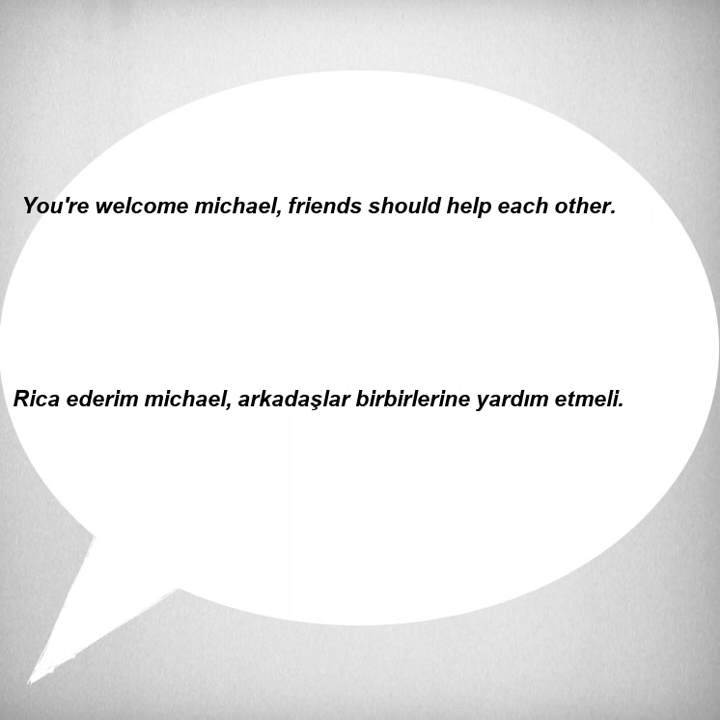 You're welcome michael, friends should help each other.
Rica ederim michael, arkadaşlar birbirlerine yardım etmeli.